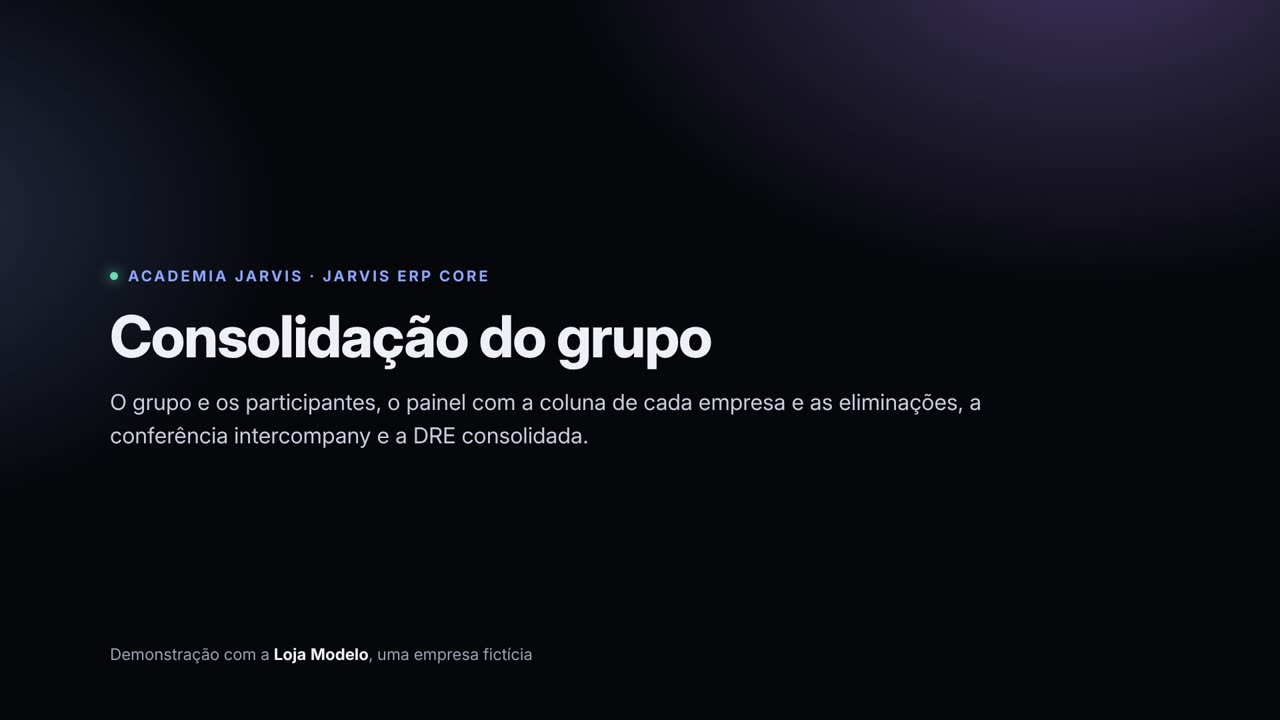 ACADEMIA JARVIS · JARVIS ERP CORE
Consolidação do grupo
O grupo e os participantes, o painel com a coluna de cada empresa e as eliminações, a
conferência intercompany e a DRE consolidada.
Demonstração com a Loja Modelo, uma empresa fictícia